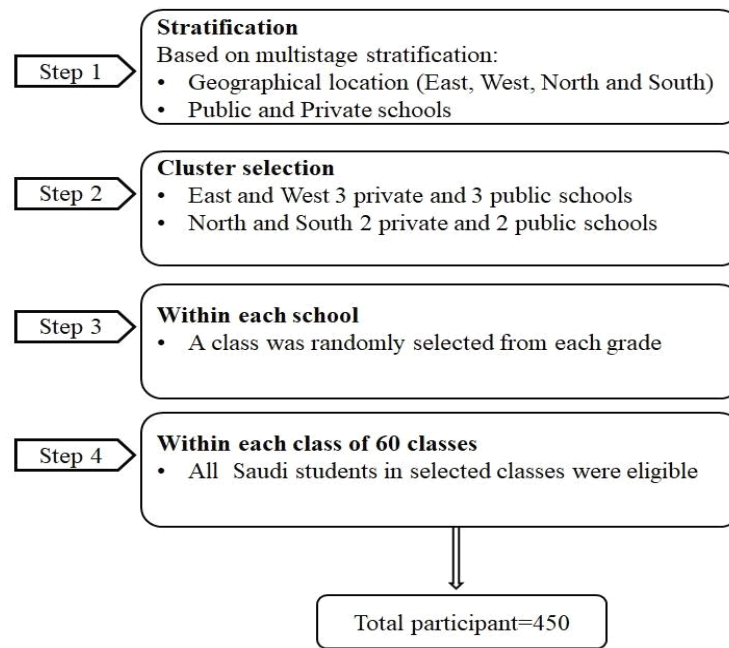 Step 1
Stratification
Based on multistage stratification:
• Geographical location (East, West, North and South)
• Public and Private schools
Step 2
Cluster selection
• East and West 3 private and 3 public schools
• North and South 2 private and 2 public schools
Step 3
Within each school
• A class was randomly selected from each grade
Step 4
Within each class of 60 classes
• All Saudi students in selected classes were eligible
Total participant=450